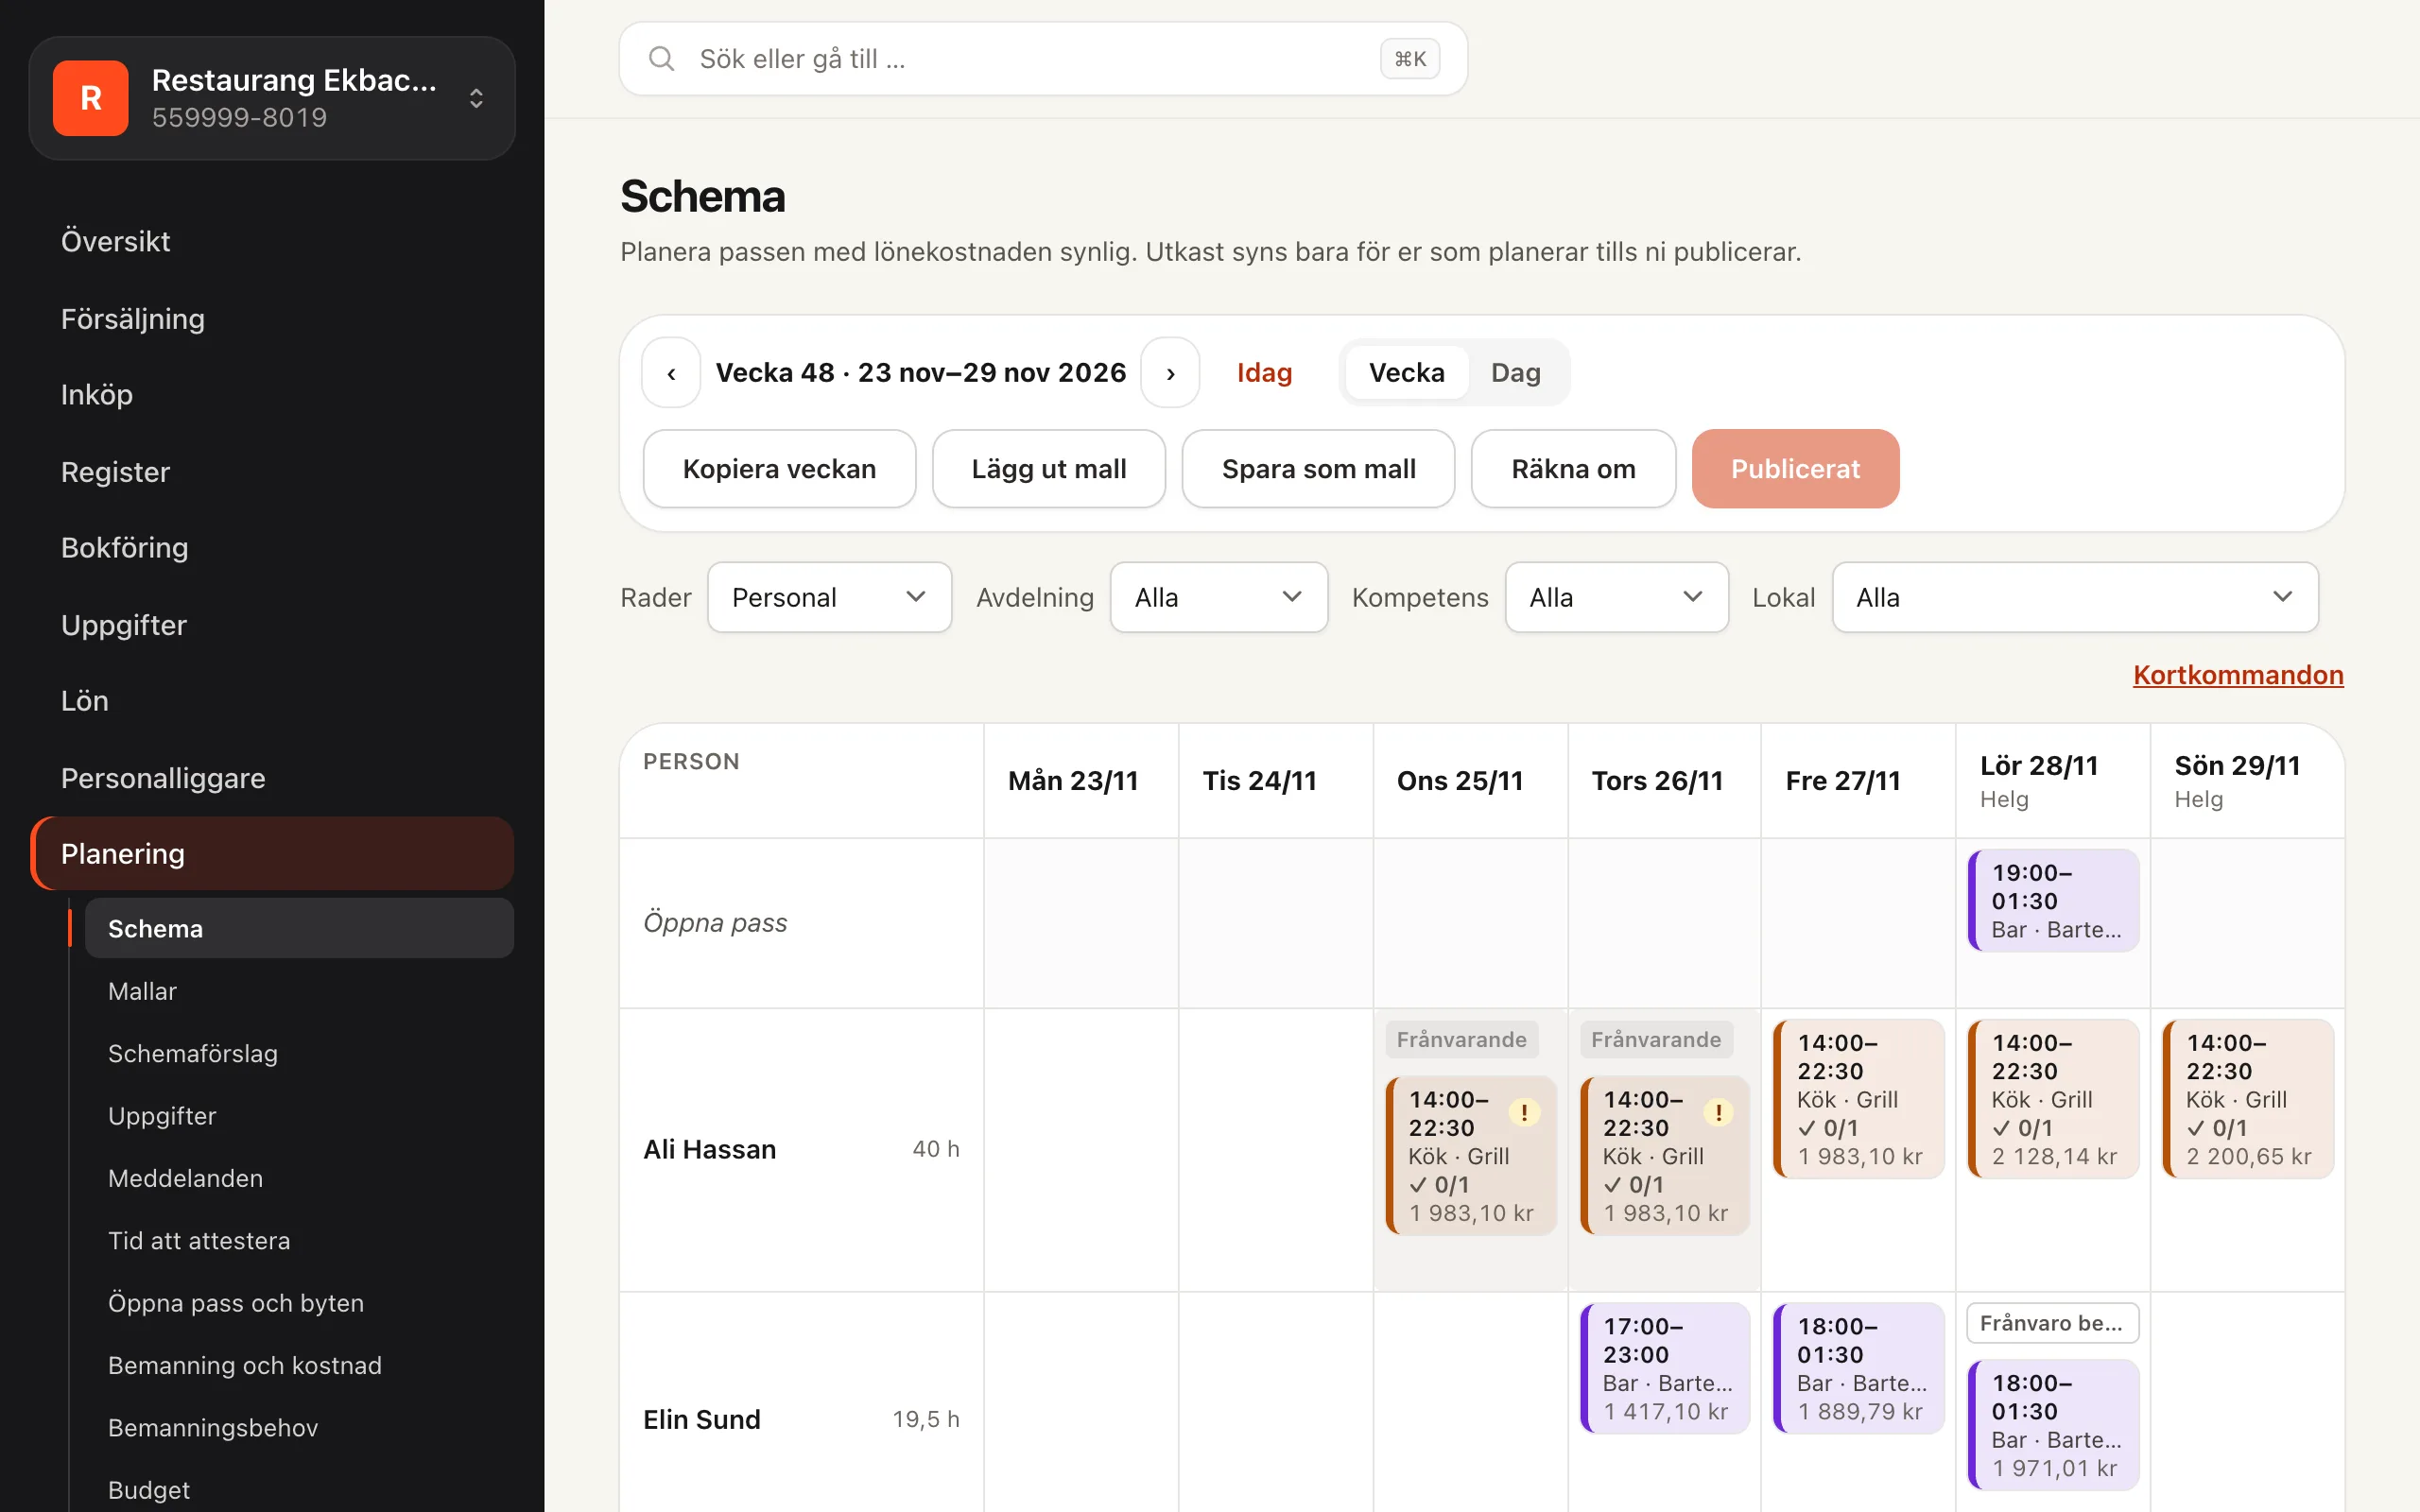 R
Restaurang Ekbac...
559999-8019
Översikt
Försäljning
Inköp
Register
Bokföring
Uppgifter
Lön
Personalliggare
Planering
Schema
Mallar
Schemaförslag
Uppgifter
Meddelanden
Tid att attestera
Öppna pass och byten
Bemanning och kostnad
Bemanningsbehov
Budget
Sök eller gå till ...
⌘K
Schema
Planera passen med lönekostnaden synlig. Utkast syns bara för er som planerar tills ni publicerar.
‹ Vecka 48 · 23 nov–29 nov 2026 › Idag Vecka Dag
Kopiera veckan Lägg ut mall Spara som mall Räkna om Publicerat
Rader Personal Avdelning Alla Kompetens Alla Lokal Alla
Kortkommandon
PERSON Mån 23/11 Tis 24/11 Ons 25/11 Tors 26/11 Fre 27/11 Lör 28/11 Sön 29/11
Helg Helg
Öppna pass
19:00–
01:30
Bar · Barte...
Ali Hassan 40 h
Frånvarande
14:00–
22:30
!
Kök · Grill
✓ 0/1
1 983,10 kr
Frånvarande
14:00–
22:30
!
Kök · Grill
✓ 0/1
1 983,10 kr
14:00–
22:30
Kök · Grill
✓ 0/1
1 983,10 kr
14:00–
22:30
Kök · Grill
✓ 0/1
2 128,14 kr
14:00–
22:30
Kök · Grill
✓ 0/1
2 200,65 kr
Elin Sund 19,5 h
17:00–
23:00
Bar · Barte...
1 417,10 kr
18:00–
01:30
Bar · Barte...
1 889,79 kr
Frånvaro be...
18:00–
01:30
Bar · Barte...
1 971,01 kr